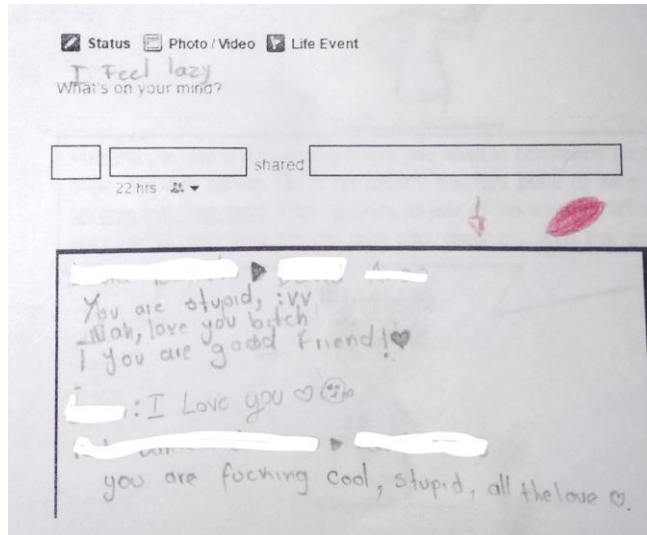 Status Photo / Video Life Event
I Feel lazy
What's on your mind?
shared
22 hrs
You are stupid, :vv
Nah, love you bitch
I you are good Friend!♥
: I Love you ♡
you are fucking cool, stupid, all the love ♡.